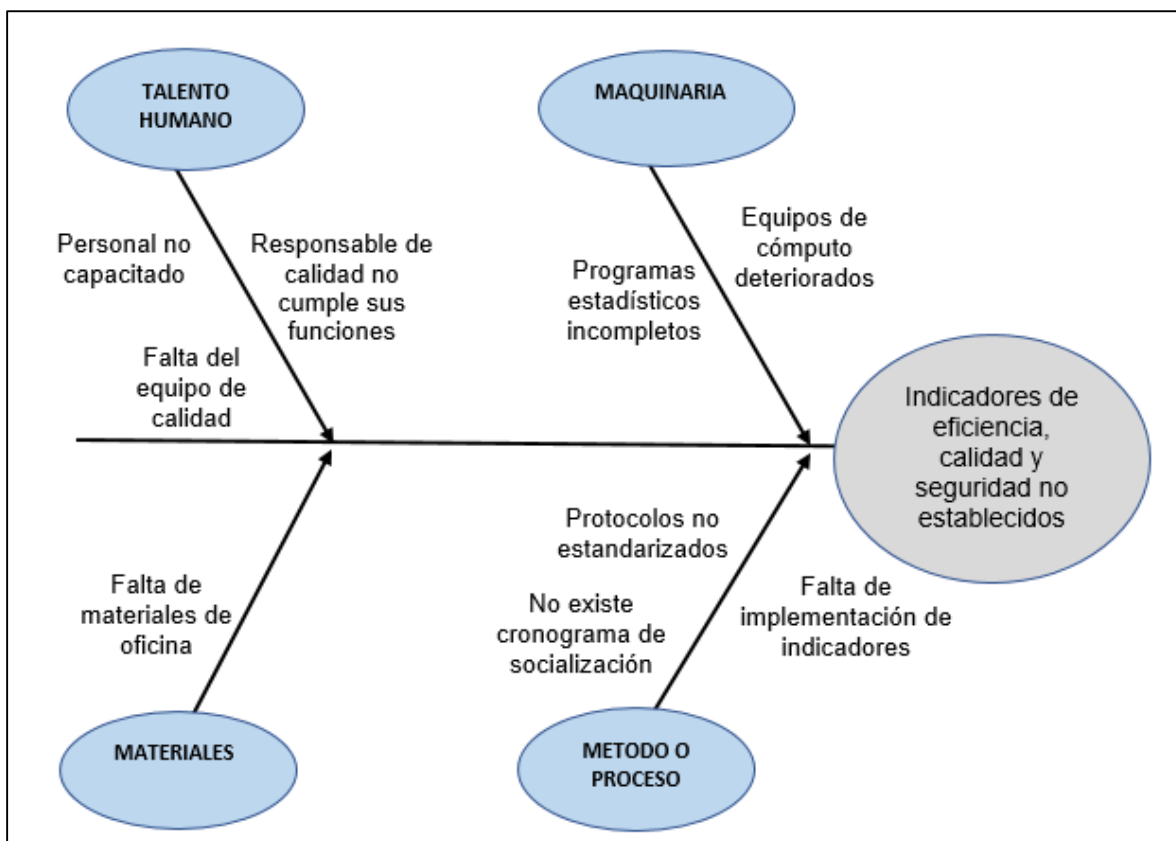 TALENTO
HUMANO
MAQUINARIA
Personal no
capacitado
Responsable de
calidad no
cumple sus
funciones
Falta del
equipo de
calidad
Equipos de
cómputo
deteriorados
Programas
estadísticos
incompletos
Indicadores de
eficiencia,
calidad y
seguridad no
establecidos
Falta de
materiales de
oficina
Protocolos no
estandarizados
No existe
cronograma de
socialización
Falta de
implementación de
indicadores
MATERIALES
METODO O
PROCESO